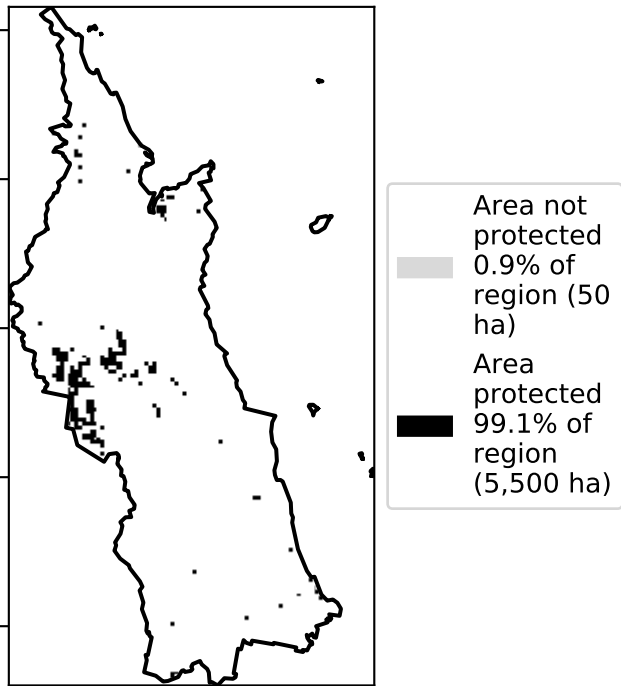 Area not
protected
0.9% of
region (50
ha)
Area
protected
99.1% of
region
(5,500 ha)